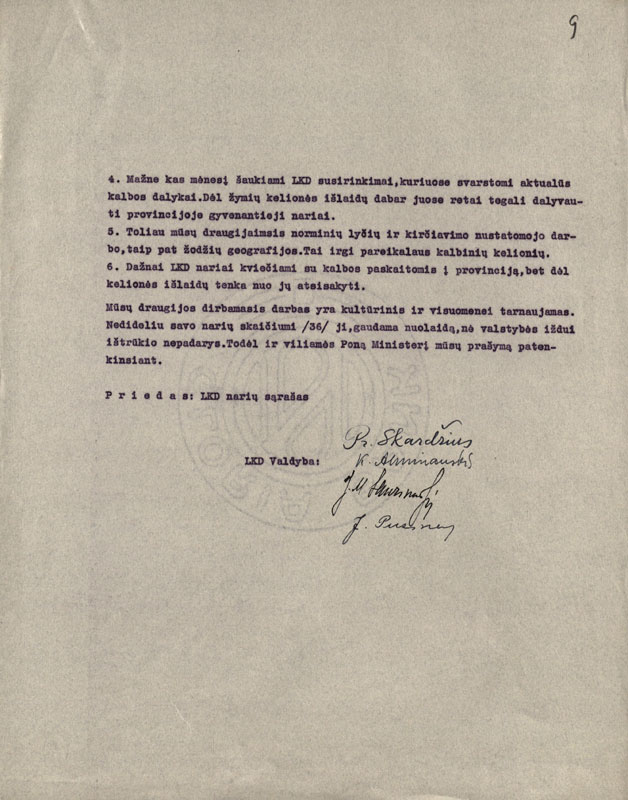 9
4. Mažne kas mėnesį šaukiami LKD susirinkimai,kuriuose svarstomi aktualūs
kalbos dalykai.Dėl žymių kelionės išlaidų dabar juose retai tegali dalyvau-
ti provincijoje gyvenantieji nariai.
5. Toliau mūsų draugijaimsis norminių lyčių ir kirčiavimo nustatomojo dar-
bo,taip pat žodžių geografijos.Tai irgi pareikalaus kalbinių kelionių.
6. Dažnai LKD nariai kviečiami su kalbos paskaitomis į provinciją,bet dėl
kelionės išlaidų tenka nuo jų atsisakyti.
Mūsų draugijos dirbamasis darbas yra kultūrinis ir visuomenei tarnaujamas.
Nedideliu savo narių skaičiumi /36/ ji,gaudama nuolaidą,nė valstybės iždui
ištrūkio nepadarys.Todėl ir viliamės Poną Ministerį mūsų prašymą paten-
kinsiant.
P r i e d a s: LKD narių sąrašas
LKD Valdyba:
Pr. Skardžius
K. Alminauskis
J.